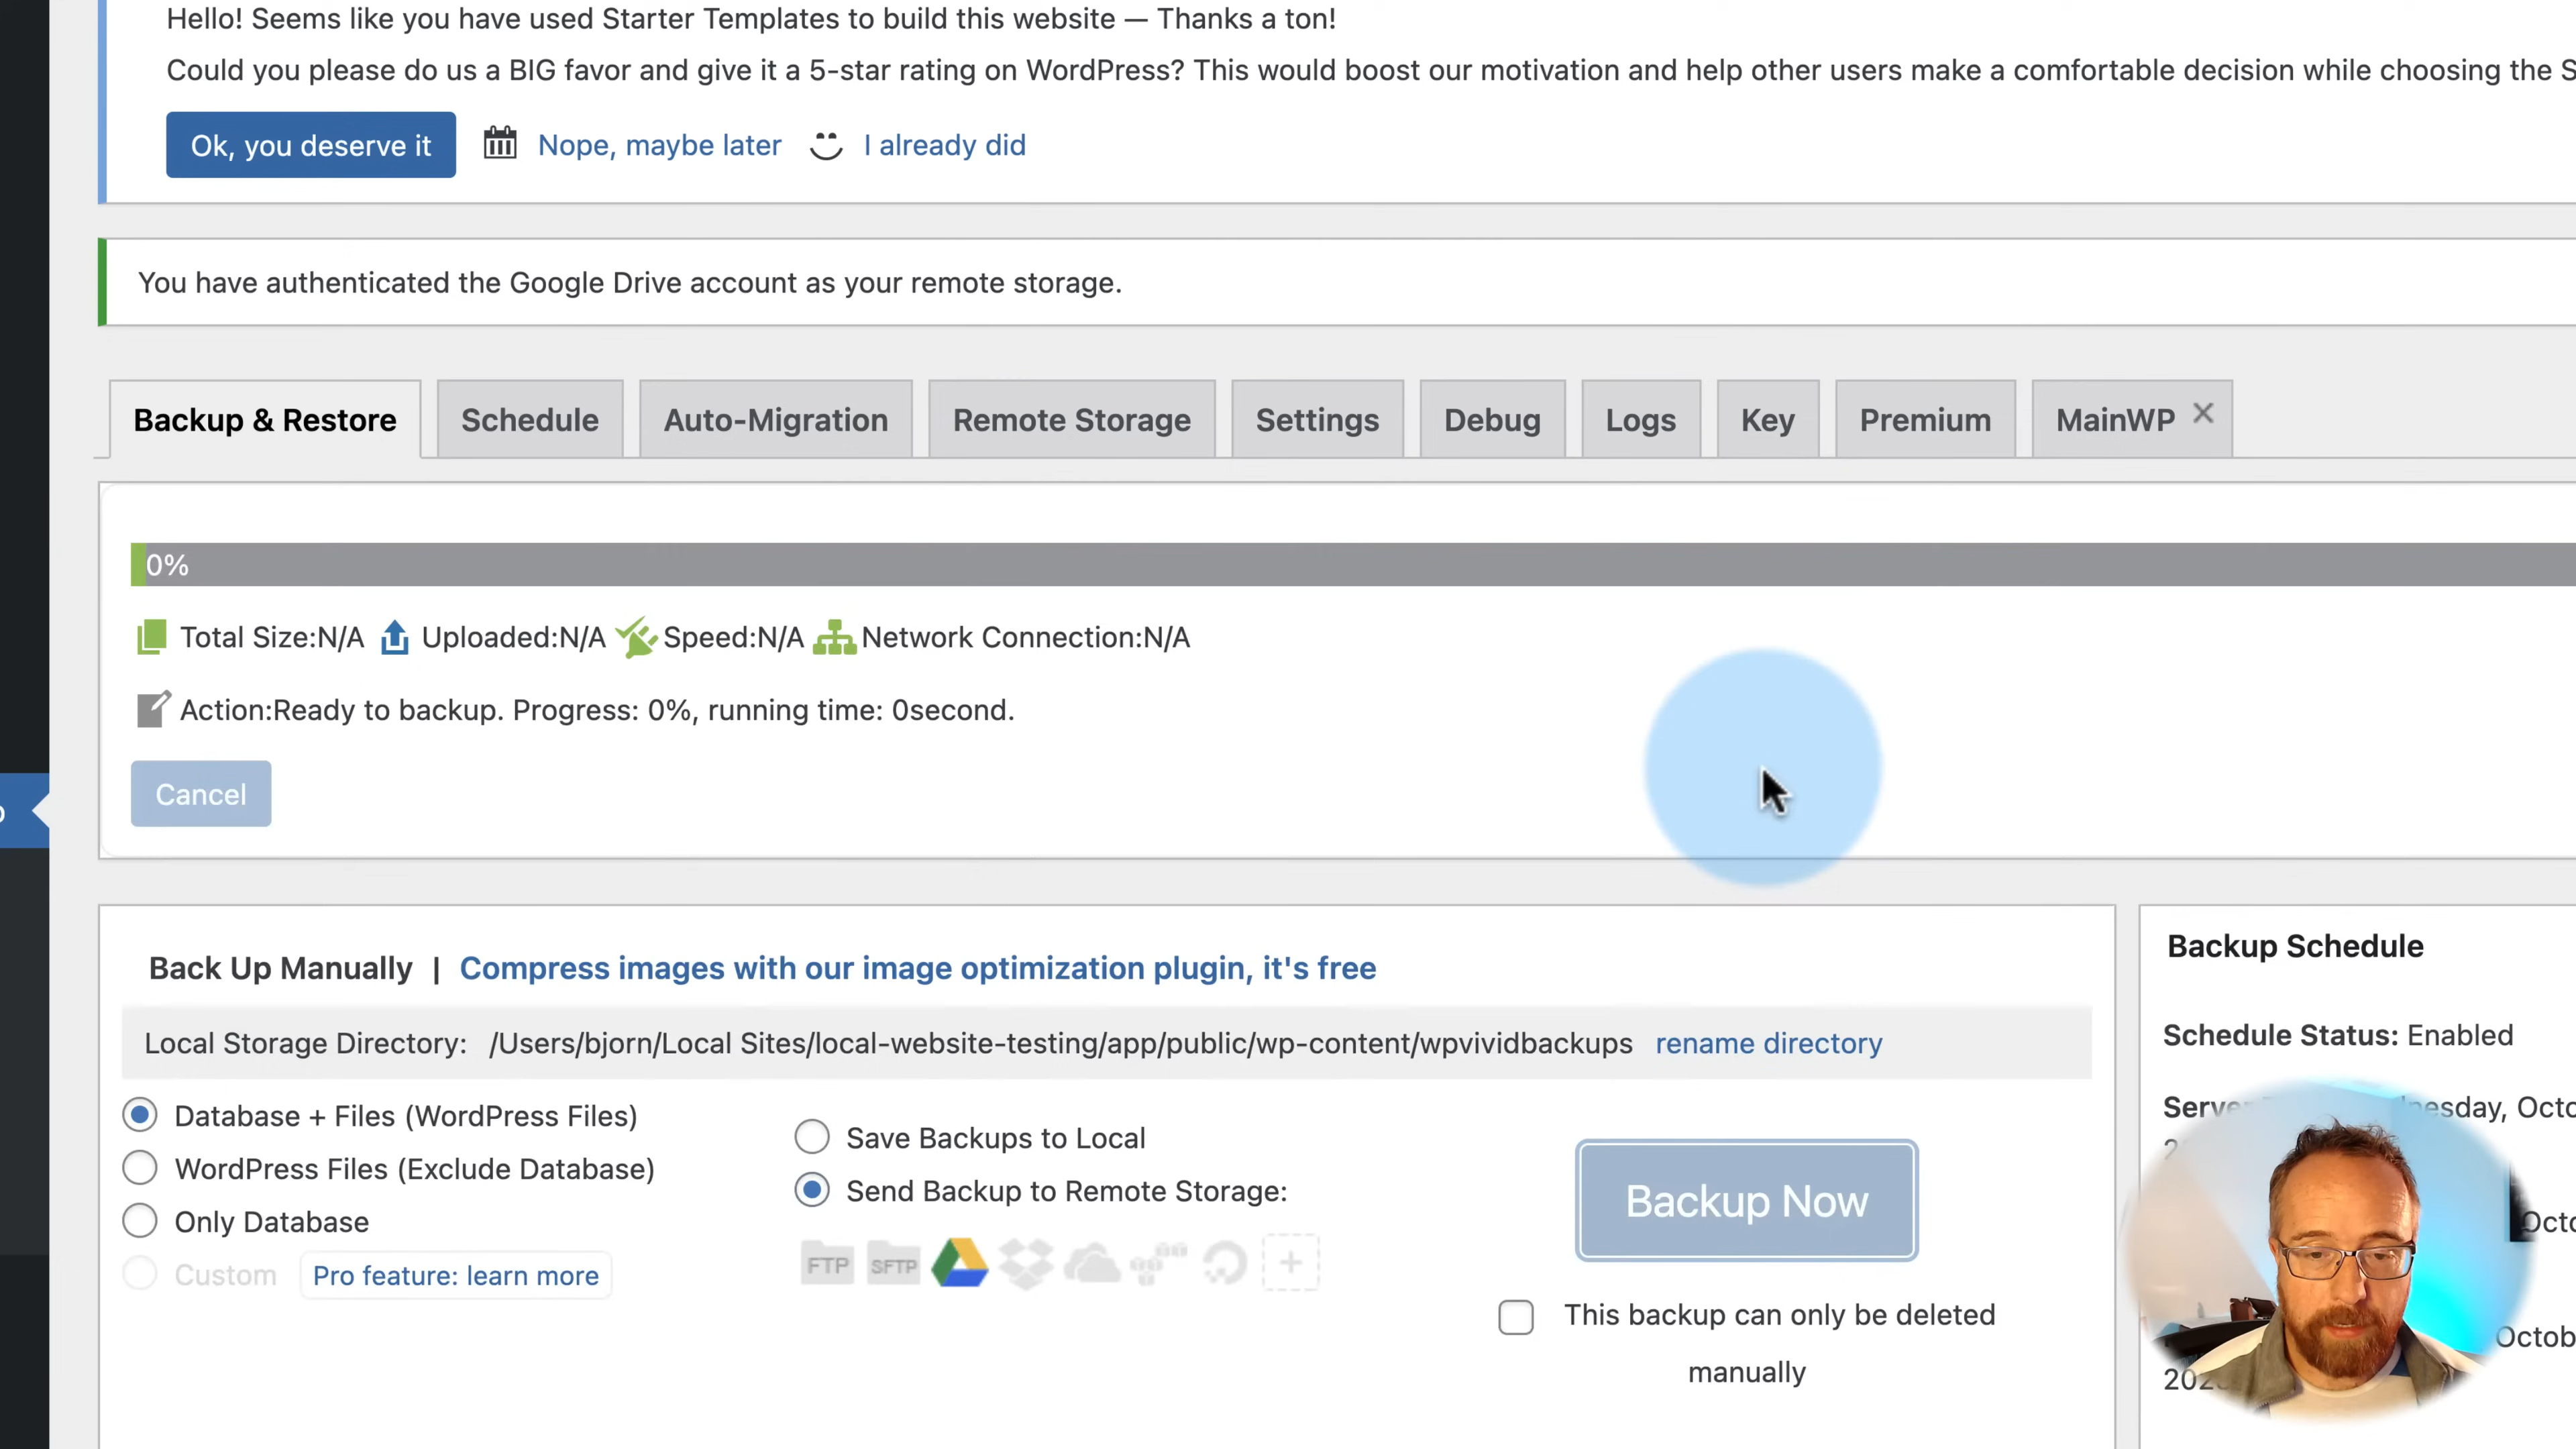 Hello! Seems like you have used Starter Templates to build this website — Thanks a ton!
Could you please do us a BIG favor and give it a 5-star rating on WordPress? This would boost our motivation and help other users make a comfortable decision while choosing the S
Ok, you deserve it Nope, maybe later I already did
You have authenticated the Google Drive account as your remote storage.
Backup & Restore Schedule Auto-Migration Remote Storage Settings Debug Logs Key Premium MainWP
0%
Total Size:N/A Uploaded:N/A Speed:N/A Network Connection:N/A
Action:Ready to backup. Progress: 0%, running time: 0second.
Cancel
Back Up Manually | Compress images with our image optimization plugin, it's free
Local Storage Directory: /Users/bjorn/Local Sites/local-website-testing/app/public/wp-content/wpvividbackups rename directory
Database + Files (WordPress Files)
WordPress Files (Exclude Database)
Only Database
Custom Pro feature: learn more
Save Backups to Local
Send Backup to Remote Storage:
FTP SFTP
Backup Now
This backup can only be deleted
manually
Backup Schedule
Schedule Status: Enabled